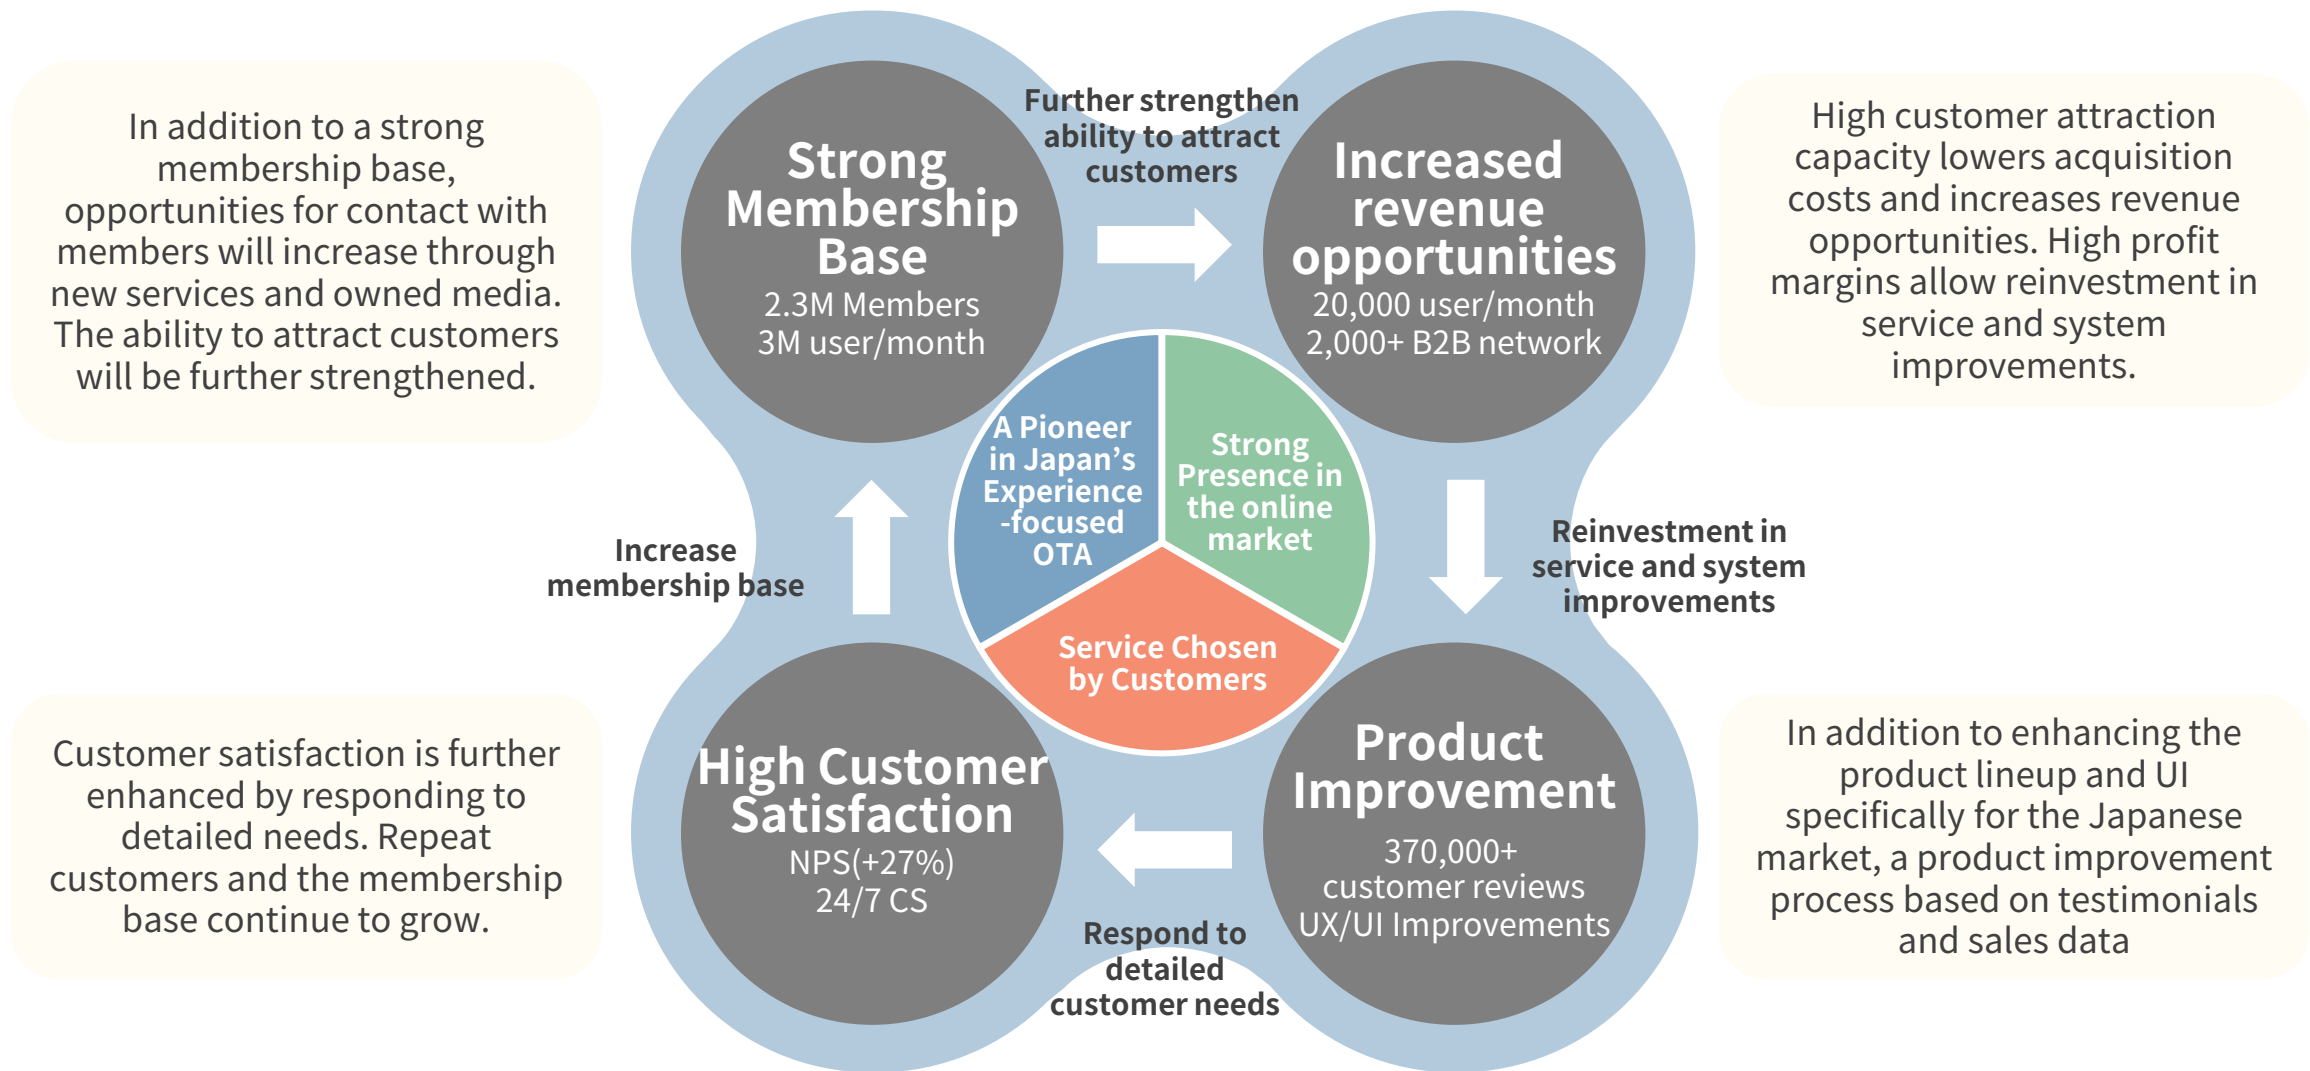 In addition to a strong
membership base,
opportunities for contact with
members will increase through
new services and owned media.
The ability to attract customers
will be further strengthened.
Strong
Membership
Base
2.3M Members
3M user/month
Further strengthen
ability to attract
customers
Increased
revenue
opportunities
20,000 user/month
2,000+ B2B network
High customer attraction
capacity lowers acquisition
costs and increases revenue
opportunities. High profit
margins allow reinvestment in
service and system
improvements.
A Pioneer
in Japan’s
Experience
-focused
OTA
Strong
Presence in
the online
market
Service Chosen
by Customers
Increase
membership base
Reinvestment in
service and system
improvements
Customer satisfaction is further
enhanced by responding to
detailed needs. Repeat
customers and the membership
base continue to grow.
High Customer
Satisfaction
NPS(+27%)
24/7 CS
Respond to
detailed
customer needs
Product
Improvement
370,000+
customer reviews
UX/UI Improvements
In addition to enhancing the
product lineup and UI
specifically for the Japanese
market, a product improvement
process based on testimonials
and sales data